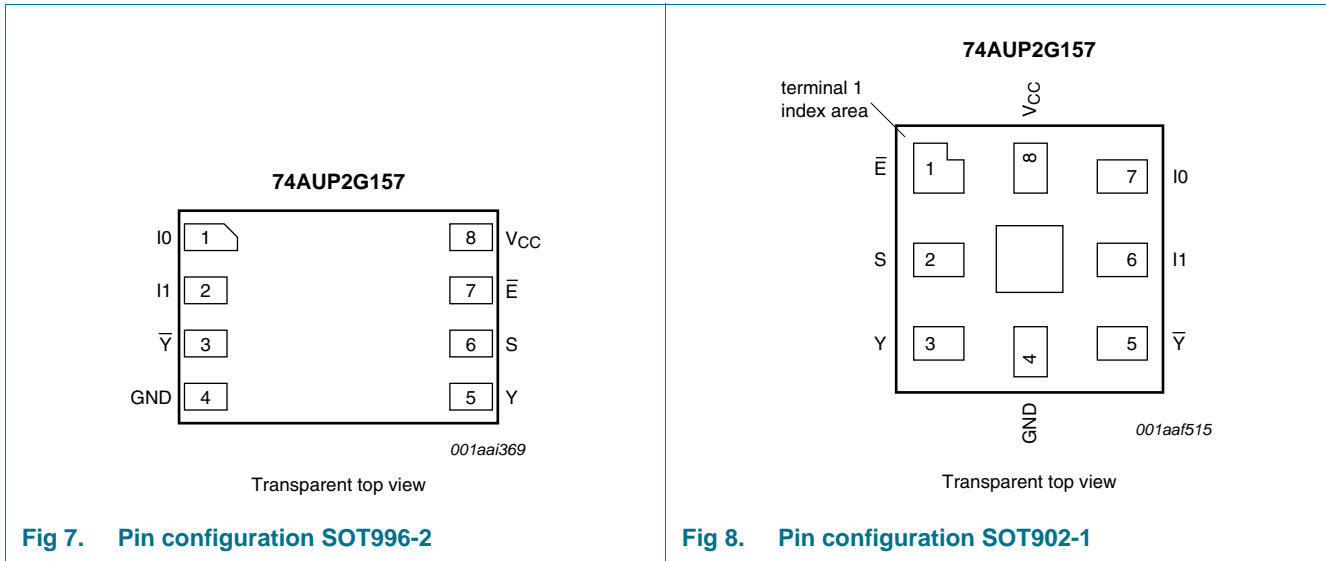 74AUP2G157
I0 1 8 VCC
I1 2 7 E̅
Y̅ 3 6 S
GND 4 5 Y
001aai369
Transparent top view
Fig 7. Pin configuration SOT996-2
74AUP2G157
terminal 1
index area
VCC
E̅ 1 8 7 I0
S 2 6 I1
Y 3 4 5 Y̅
GND
001aaf515
Transparent top view
Fig 8. Pin configuration SOT902-1